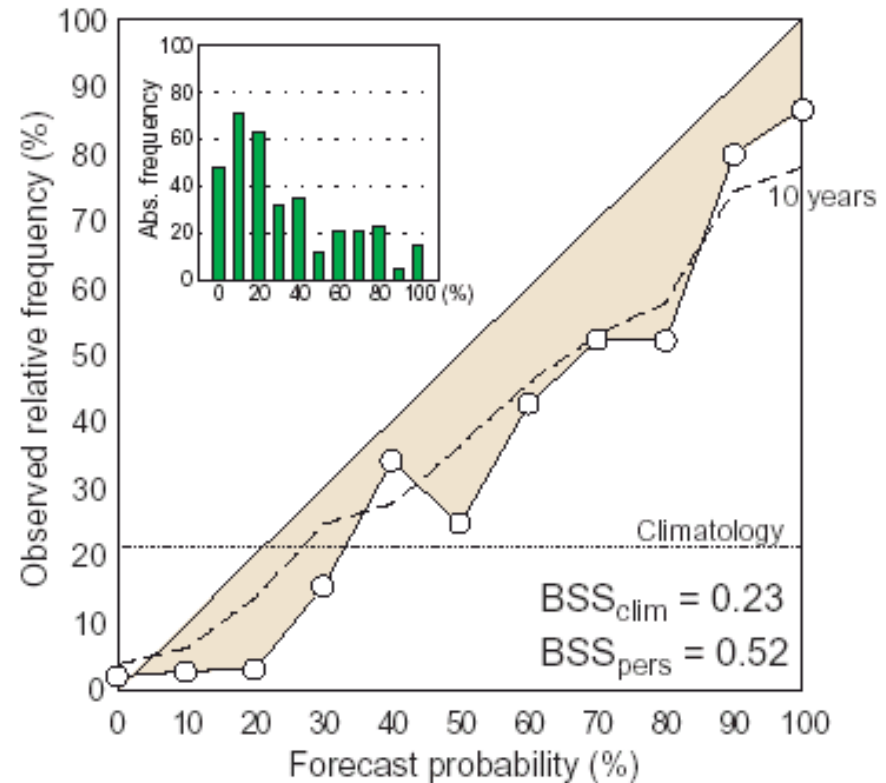 100
90
80
70
60
50
40
30
20
10
0
Observed relative frequency (%)
100
80
60
40
20
0
Abs. frequency
0 20 40 60 80 100 (%)
10 years
Climatology
BSSclim = 0.23
BSSpers = 0.52
0 10 20 30 40 50 60 70 80 90 100
Forecast probability (%)